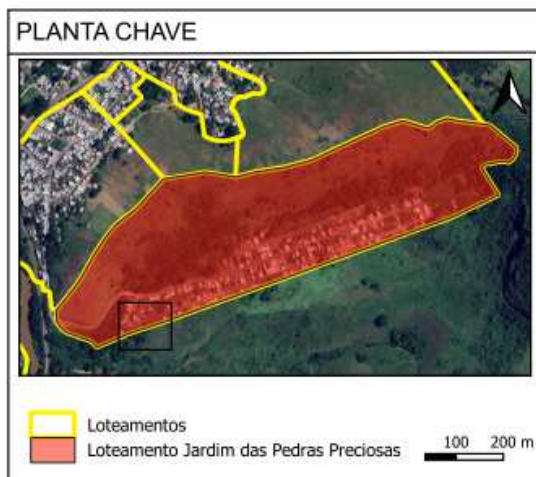 PLANTA CHAVE
Loteamentos
Loteamento Jardim das Pedras Preciosas
100 200 m